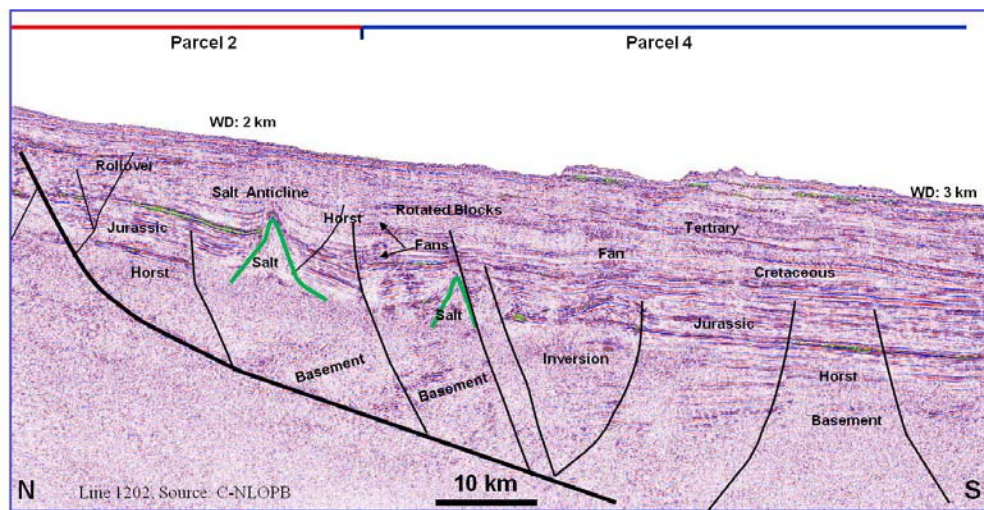 Parcel 2
Parcel 4
WD: 2 km
WD: 3 km
Rollover
Salt Anticline
Horst
Rotated Blocks
Jurassic
Fans
Tertrary
Fan
Horst
Salt
Cretaceous
Salt
Jurassic
Inversion
Basement
Basement
Horst
Basement
N
Line 1202, Source: C-NLOPB
10 km
S